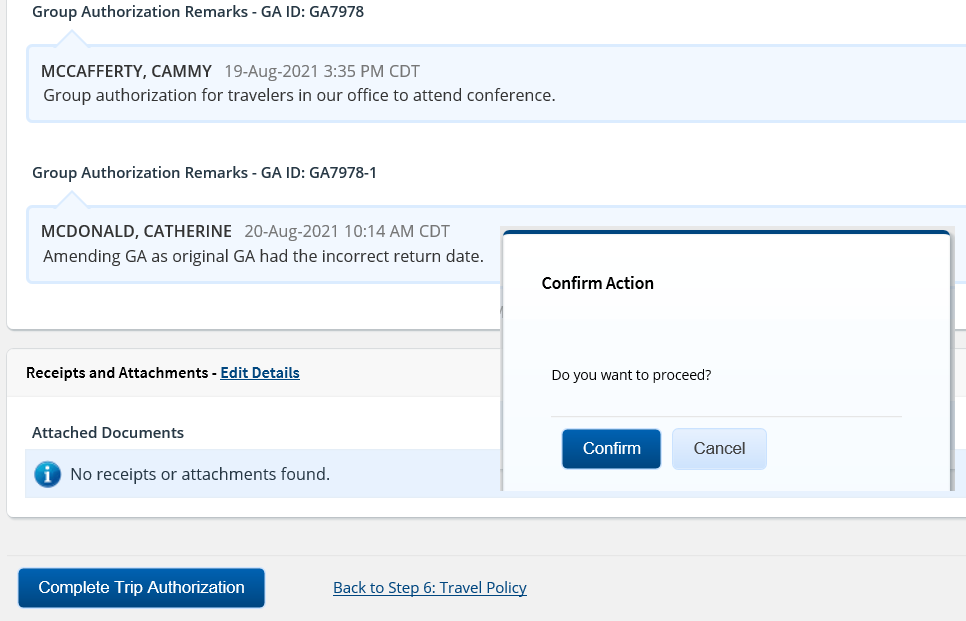 Group Authorization Remarks - GA ID: GA7978
MCCAFFERTY, CAMMY 19-Aug-2021 3:35 PM CDT
Group authorization for travelers in our office to attend conference.
Group Authorization Remarks - GA ID: GA7978-1
MCDONALD, CATHERINE 20-Aug-2021 10:14 AM CDT
Amending GA as original GA had the incorrect return date.
Confirm Action
Do you want to proceed?
Confirm Cancel
Receipts and Attachments - Edit Details
Attached Documents
No receipts or attachments found.
Complete Trip Authorization Back to Step 6: Travel Policy